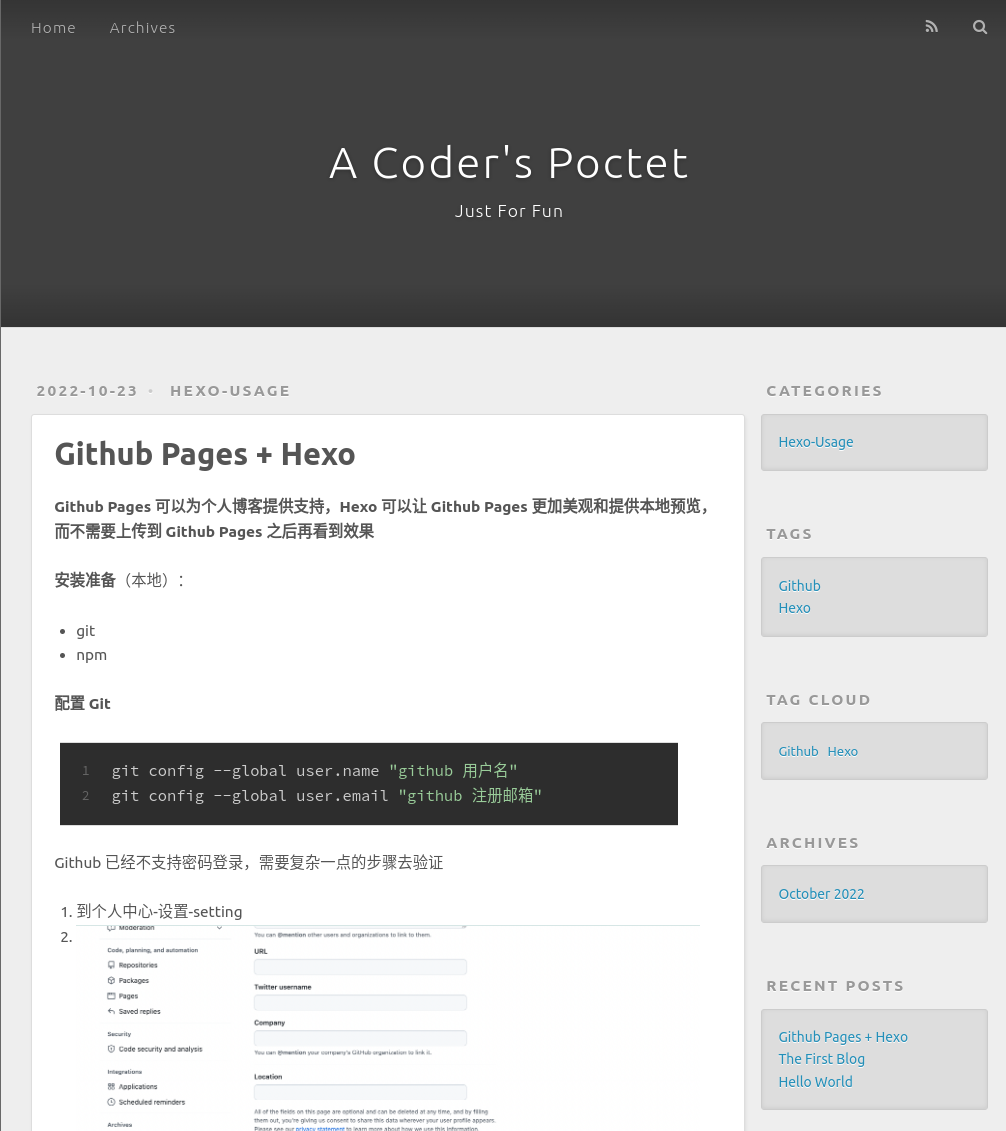 Home Archives
A Coder's Poctet
Just For Fun
2022-10-23 • HEXO-USAGE
Github Pages + Hexo
Github Pages 可以为个人博客提供支持，Hexo 可以让 Github Pages 更加美观和提供本地预览，
而不需要上传到 Github Pages 之后再看到效果
安装准备（本地）：
• git
• npm
配置 Git
1 git config --global user.name "github 用户名"
2 git config --global user.email "github 注册邮箱"
Github 已经不支持密码登录，需要复杂一点的步骤去验证
1. 到个人中心-设置-setting
2.
Moderation
Code, planning, and automation
Repositories
Packages
Pages
Saved replies
Security
Code security and analysis
Integrations
Applications
Scheduled reminders
Archives
You can @mention other users and organizations to link to them.
URL
Twitter username
Company
You can @mention your company's GitHub organization to link it.
Location
All of the fields on this page are optional and can be deleted at any time, and by filling
them out, you're giving us consent to share this data wherever your user profile appears.
Please see our privacy statement to learn more about how we use this information.
CATEGORIES
Hexo-Usage
TAGS
Github
Hexo
TAG CLOUD
Github Hexo
ARCHIVES
October 2022
RECENT POSTS
Github Pages + Hexo
The First Blog
Hello World